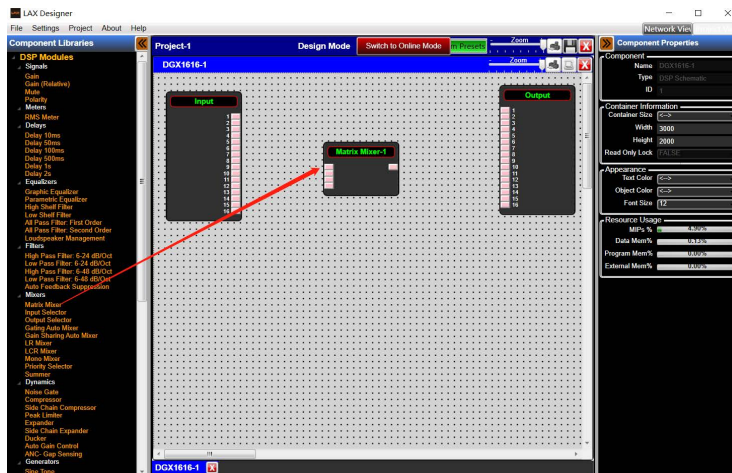 LAX Designer
File Settings Project About Help
Network View
Component Libraries
DSP Modules
Signals
Gain
Gain (Relative)
Mute
Polarity
Meters
RMS Meter
Delays
Delay 10ms
Delay 50ms
Delay 100ms
Delay 500ms
Delay 1s
Delay 2s
Equalizers
Graphic Equalizer
Parametric Equalizer
High Shelf Filter
Low Shelf Filter
All Pass Filter: First Order
All Pass Filter: Second Order
Loudspeaker Management
Filters
High Pass Filter: 6-24 dB/Oct
Low Pass Filter: 6-24 dB/Oct
High Pass Filter: 6-48 dB/Oct
Low Pass Filter: 6-48 dB/Oct
Auto Feedback Suppression
Mixers
Matrix Mixer
Input Selector
Output Selector
Gating Auto Mixer
Gain Sharing Auto Mixer
LR Mixer
LCR Mixer
Mono Mixer
Priority Selector
Summer
Dynamics
Noise Gate
Compressor
Side Chain Compressor
Peak Limiter
Expander
Side Chain Expander
Ducker
Auto Gain Control
ANC- Gap Sensing
Generators
Sine Tone
Project-1 Design Mode Switch to Online Mode m Presets Zoom
DGX1616-1 Zoom
Input
1
2
3
4
5
6
7
8
9
10
11
12
13
14
15
16
Matrix Mixer-1
Output
1
2
3
4
5
6
7
8
9
10
11
12
13
14
15
16
DGX1616-1
Component Properties
Component
Name DGX1616-1
Type DSP Schematic
ID 1
Container Information
Container Size <-->
Width 3000
Height 2000
Read Only Lock FALSE
Appearance
Text Color <-->
Object Color <-->
Font Size 12
Resource Usage
MIPs % 4.90%
Data Mem% 0.13%
Program Mem% 0.00%
External Mem% 0.00%